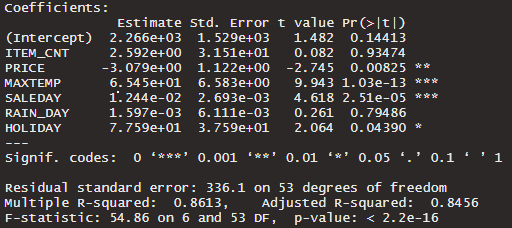 Coefficients:
Estimate Std. Error t value Pr(>|t|)
(Intercept) 2.266e+03 1.529e+03 1.482 0.14413
ITEM_CNT 2.592e+00 3.151e+01 0.082 0.93474
PRICE -3.079e+00 1.122e+00 -2.745 0.00825 **
MAXTEMP 6.545e+01 6.583e+00 9.943 1.03e-13 ***
SALEDAY 1.244e-02 2.693e-03 4.618 2.51e-05 ***
RAIN_DAY 1.597e-03 6.111e-03 0.261 0.79486
HOLIDAY 7.759e+01 3.759e+01 2.064 0.04390 *
---
Signif. codes: 0 ‘***’ 0.001 ‘**’ 0.01 ‘*’ 0.05 ‘.’ 0.1 ‘ ’ 1
Residual standard error: 336.1 on 53 degrees of freedom
Multiple R-squared: 0.8613, Adjusted R-squared: 0.8456
F-statistic: 54.86 on 6 and 53 DF, p-value: < 2.2e-16